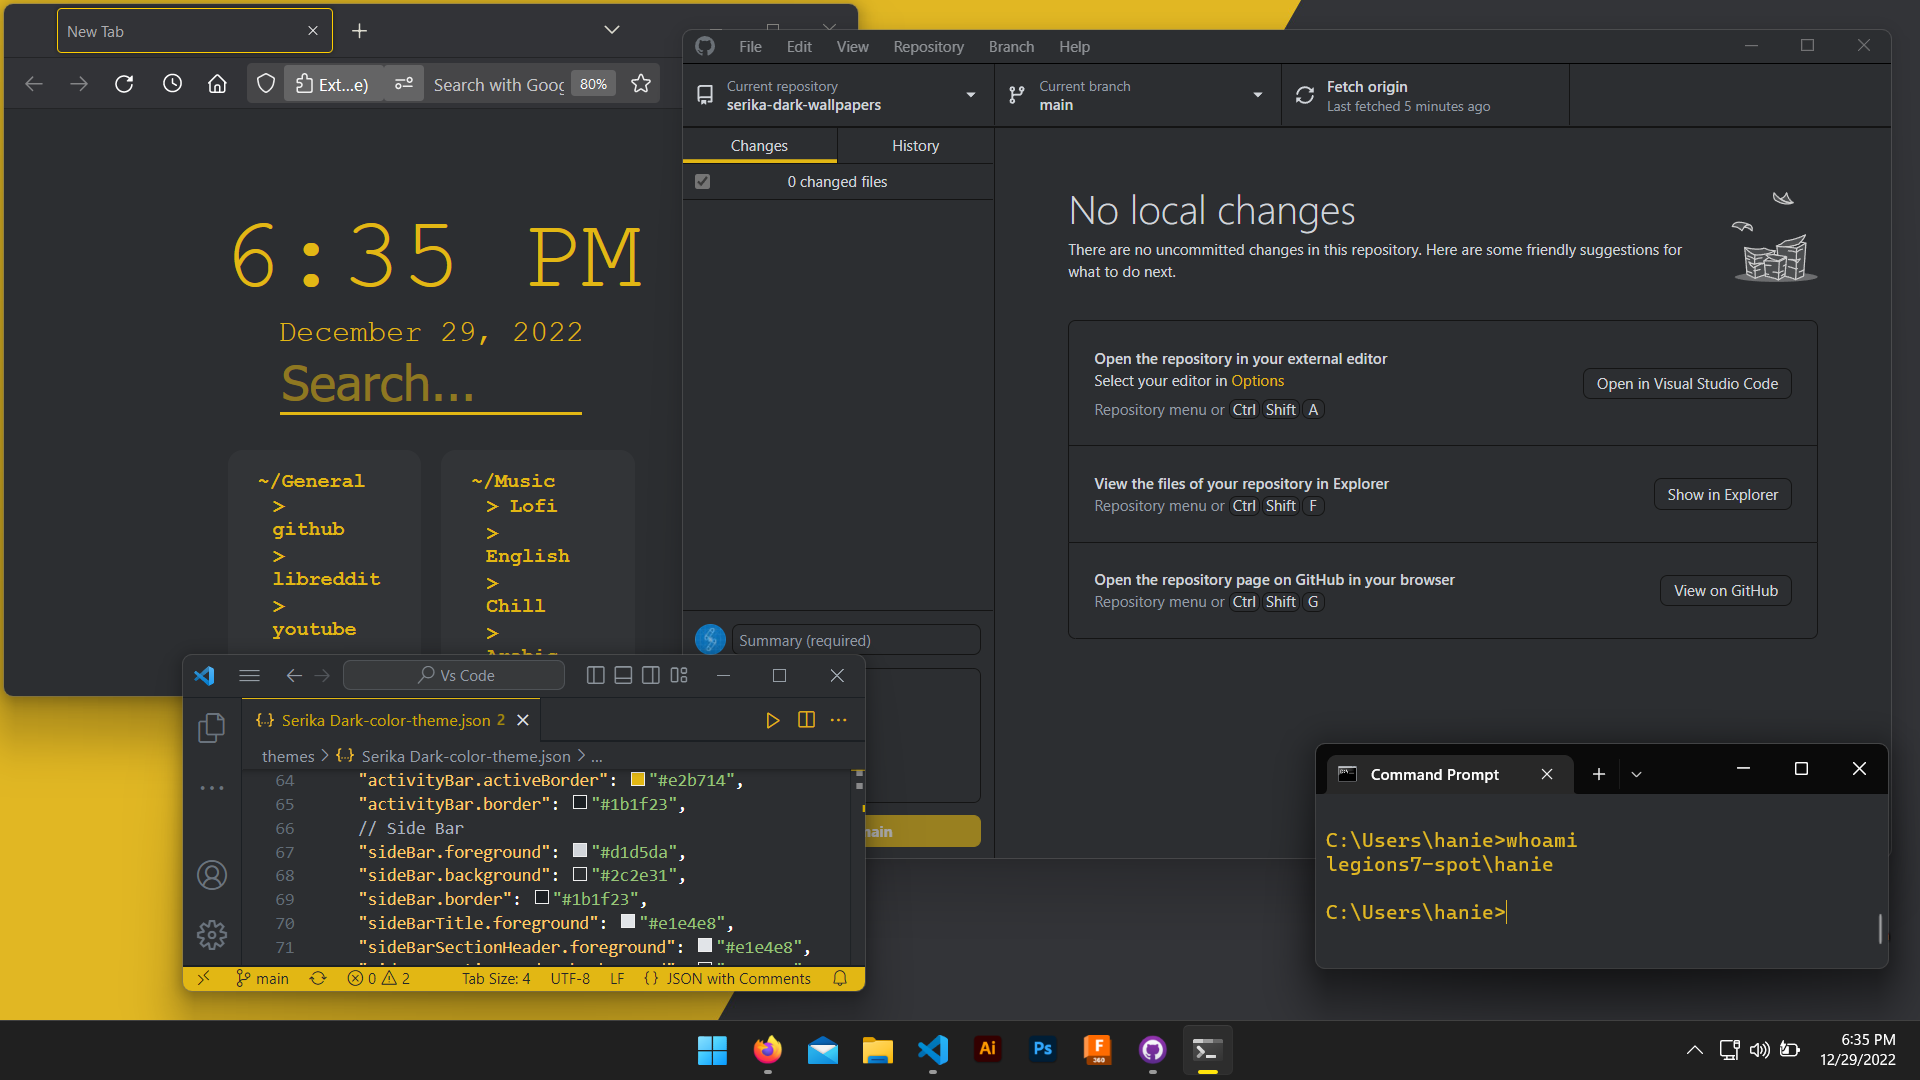 New Tab
Ext...e)
Search with Goog
80%
6:35 PM
December 29, 2022
Search...
~/General
>
github
>
libreddit
>
youtube
~/Music
> Lofi
>
English
>
Chill
>
Arabic
File Edit View Repository Branch Help
Current repository
serika-dark-wallpapers
Current branch
main
Fetch origin
Last fetched 5 minutes ago
Changes
History
0 changed files
Summary (required)
main
No local changes
There are no uncommitted changes in this repository. Here are some friendly suggestions for
what to do next.
Open the repository in your external editor
Select your editor in Options
Repository menu or Ctrl Shift A
Open in Visual Studio Code
View the files of your repository in Explorer
Repository menu or Ctrl Shift F
Show in Explorer
Open the repository page on GitHub in your browser
Repository menu or Ctrl Shift G
View on GitHub
Vs Code
{..} Serika Dark-color-theme.json 2
themes > {..} Serika Dark-color-theme.json > ...
64 "activityBar.activeBorder": "#e2b714",
65 "activityBar.border": "#1b1f23",
66 // Side Bar
67 "sideBar.foreground": "#d1d5da",
68 "sideBar.background": "#2c2e31",
69 "sideBar.border": "#1b1f23",
70 "sideBarTitle.foreground": "#e1e4e8",
71 "sideBarSectionHeader.foreground": "#e1e4e8",
main 0 2 Tab Size: 4 UTF-8 LF {} JSON with Comments
Command Prompt
C:\Users\hanie>whoami
legions7-spot\hanie
C:\Users\hanie>
Ai
Ps
F
360
6:35 PM
12/29/2022